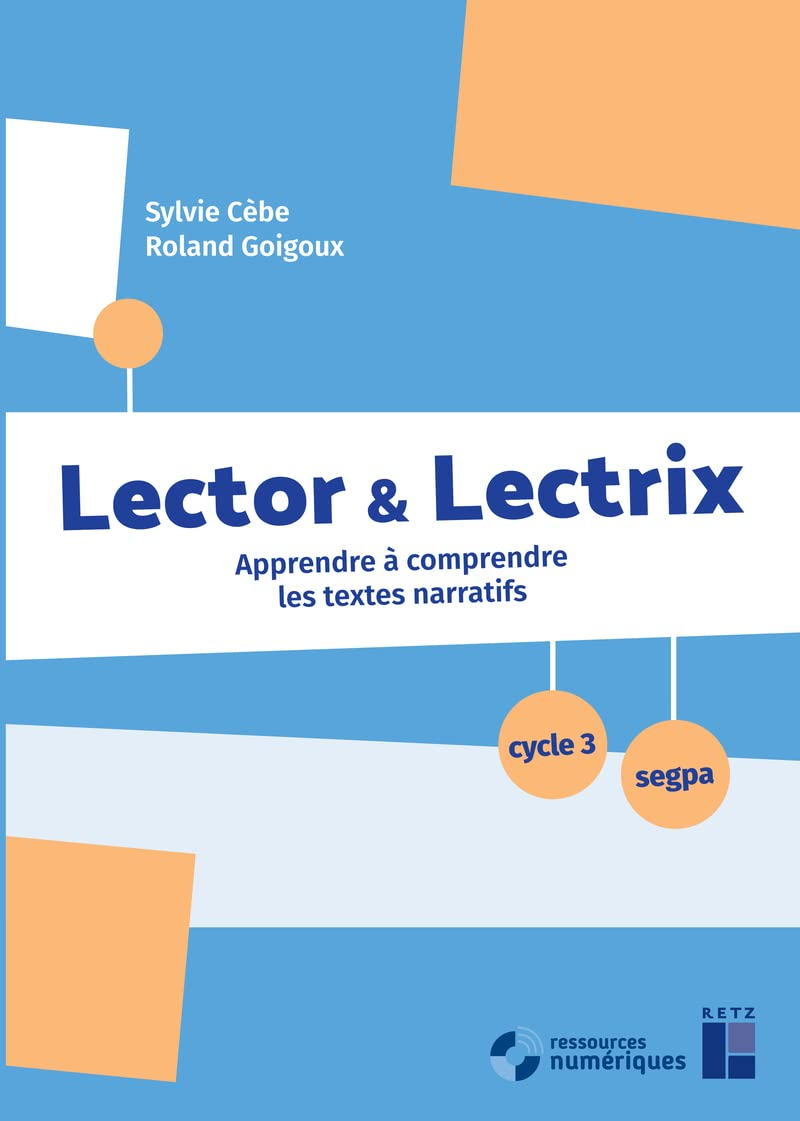 Sylvie Cèbe
Roland Goigoux
Lector & Lectrix
Apprendre à comprendre
les textes narratifs
cycle 3
segpa
RETZ
ressources
numériques